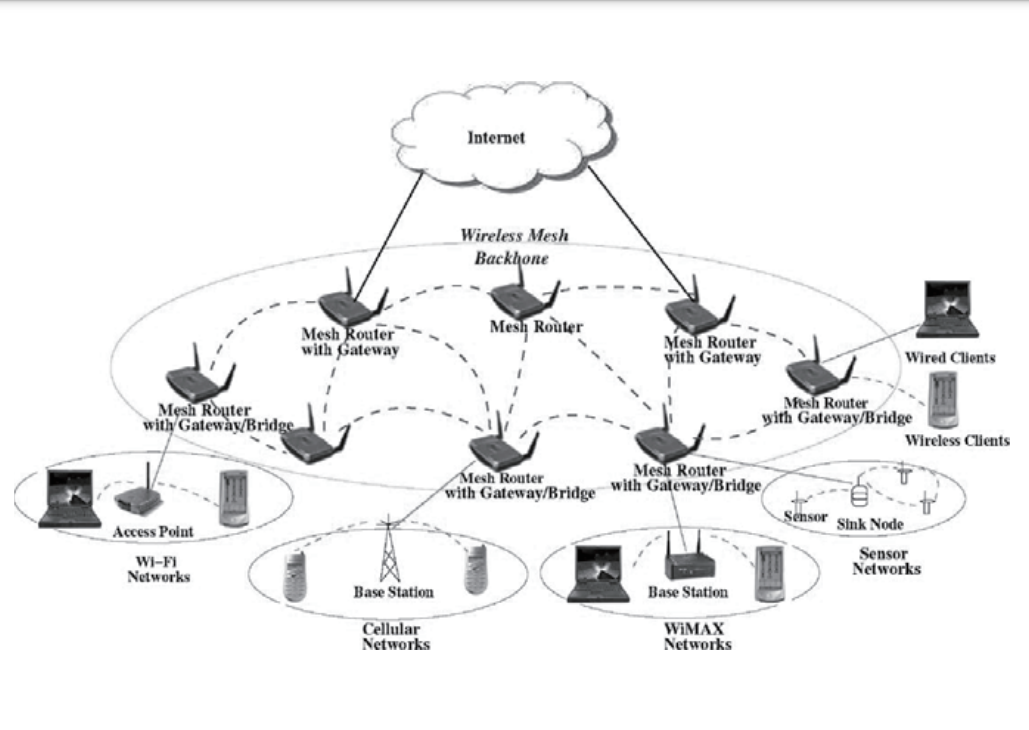 Internet
Wireless Mesh
Backbone
Mesh Router
with Gateway
Mesh Router
Mesh Router
with Gateway
Wired Clients
Mesh Router
with Gateway/Bridge
Mesh Router
with Gateway/Bridge
Wireless Clients
Mesh Router
with Gateway/Bridge
Mesh Router
with Gateway/Bridge
Access Point
Wi-Fi
Networks
Sensor
Sink Node
Sensor
Networks
Base Station
Cellular
Networks
Base Station
WiMAX
Networks